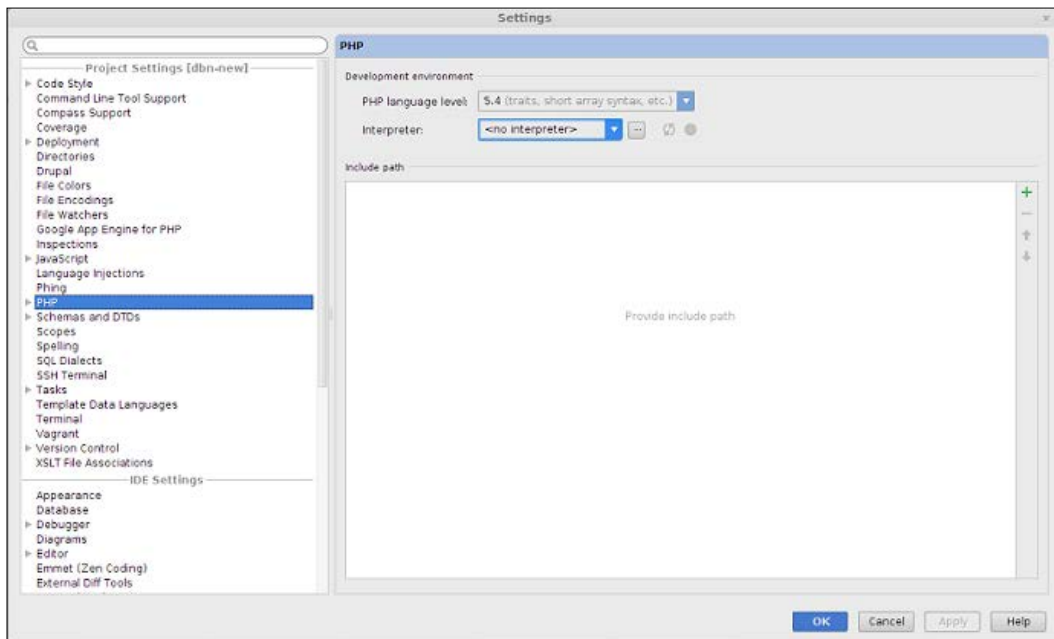 Settings
PHP
Project Settings [dbn-new]
Code Style
Command Line Tool Support
Compass Support
Coverage
Deployment
Directories
Drupal
File Colors
File Encodings
File Watchers
Google App Engine for PHP
Inspections
JavaScript
Language Injections
Phing
PHP
Schemas and DTDs
Scopes
Spelling
SQL Dialects
SSH Terminal
Tasks
Template Data Languages
Terminal
Vagrant
Version Control
XSLT File Associations
IDE Settings
Appearance
Database
Debugger
Diagrams
Editor
Emmet (Zen Coding)
External Diff Tools
Development environment
PHP language level: 5.4 (traits, short array syntax, etc.)
Interpreter: <no interpreter> ...
Include path
Provide include path
OK Cancel Apply Help